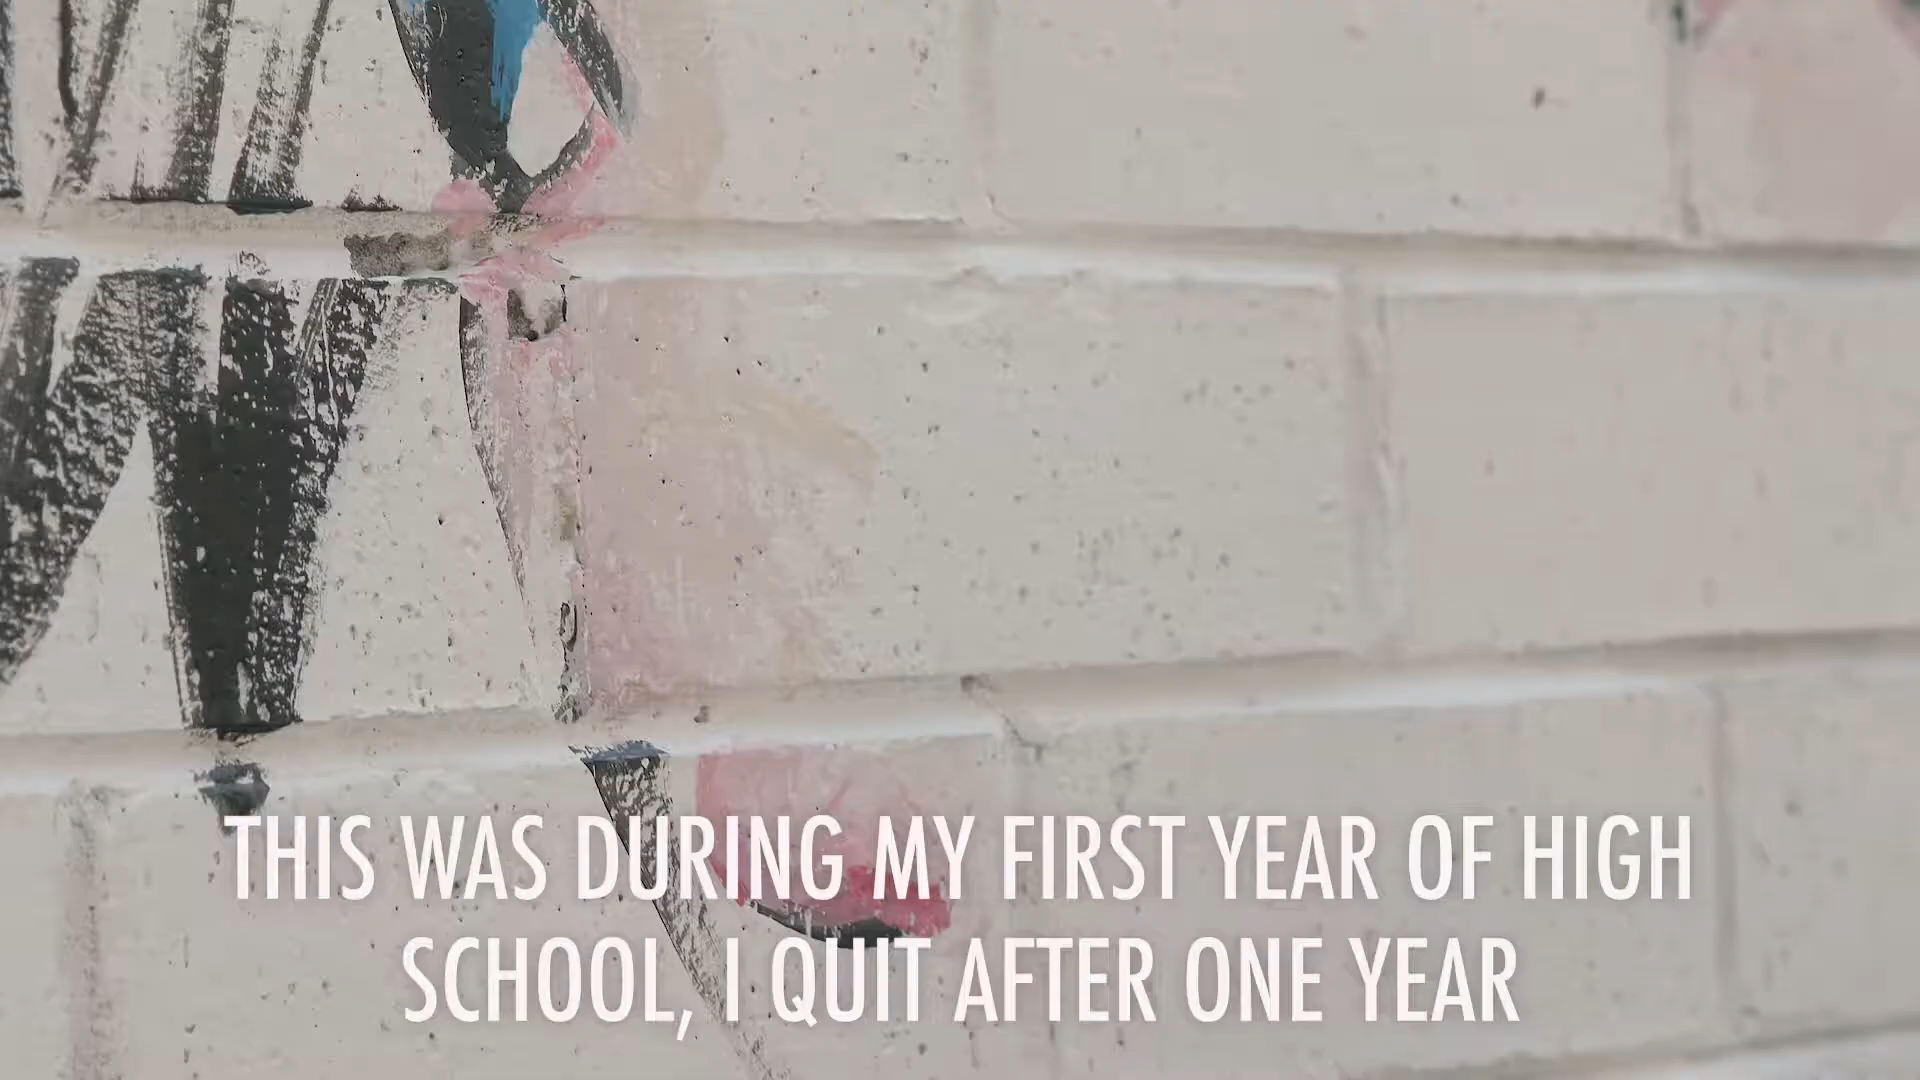 THIS WAS DURING MY FIRST YEAR OF HIGH
SCHOOL, I QUIT AFTER ONE YEAR